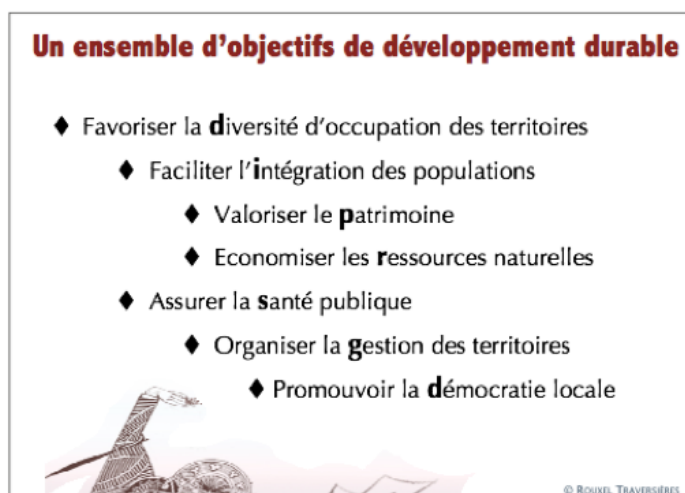 Un ensemble d'objectifs de développement durable
♦ Favoriser la diversité d'occupation des territoires
♦ Faciliter l'intégration des populations
♦ Valoriser le patrimoine
♦ Economiser les ressources naturelles
♦ Assurer la santé publique
♦ Organiser la gestion des territoires
♦ Promouvoir la démocratie locale
© ROUXEL TRAVERSIÈRES